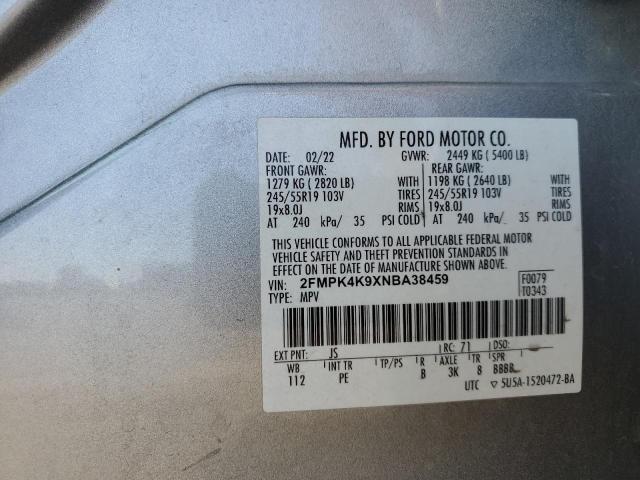 MFD. BY FORD MOTOR CO.
DATE: 02/22 GVWR: 2449 KG (5400 LB)
FRONT GAWR: REAR GAWR:
1279 KG (2820 LB) WITH 1198 KG (2640 LB) WITH
245/55R19 103V TIRES 245/55R19 103V TIRES
19x8.0J RIMS 19x8.0J RIMS
AT 240 kPa/ 35 PSI COLD AT 240 kPa/ 35 PSI COLD
THIS VEHICLE CONFORMS TO ALL APPLICABLE FEDERAL MOTOR
VEHICLE SAFETY AND THEFT PREVENTION STANDARDS IN
EFFECT ON THE DATE OF MANUFACTURE SHOWN ABOVE.
VIN: 2FMPK4K9XNBA38459 F0079
TYPE: MPV T0343
EXT PNT: JS RC: 71 DSO:
WB INT TR TP/PS R AXLE TR SPR
112 PE B 3K 8 BBBB
UTC ▽ 5U5A-1520472-BA